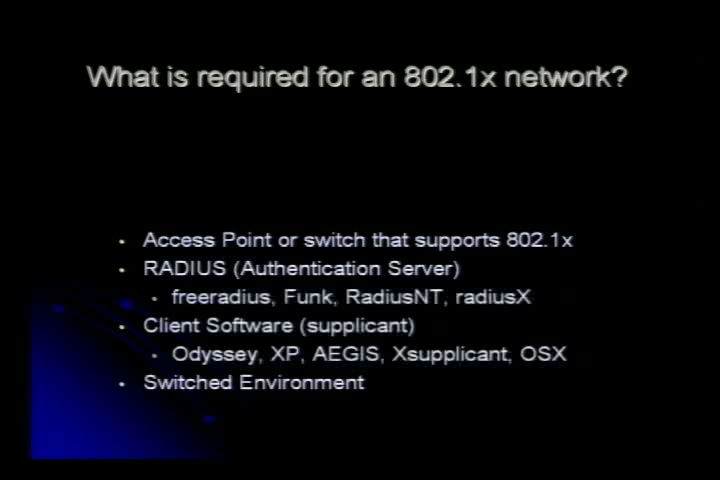 What is required for an 802.1x network?
Access Point or switch that supports 802.1x
RADIUS (Authentication Server)
freeradius, Funk, RadiusNT, radiusX
Client Software (supplicant)
Odyssey, XP, AEGIS, Xsupplicant, OSX
Switched Environment